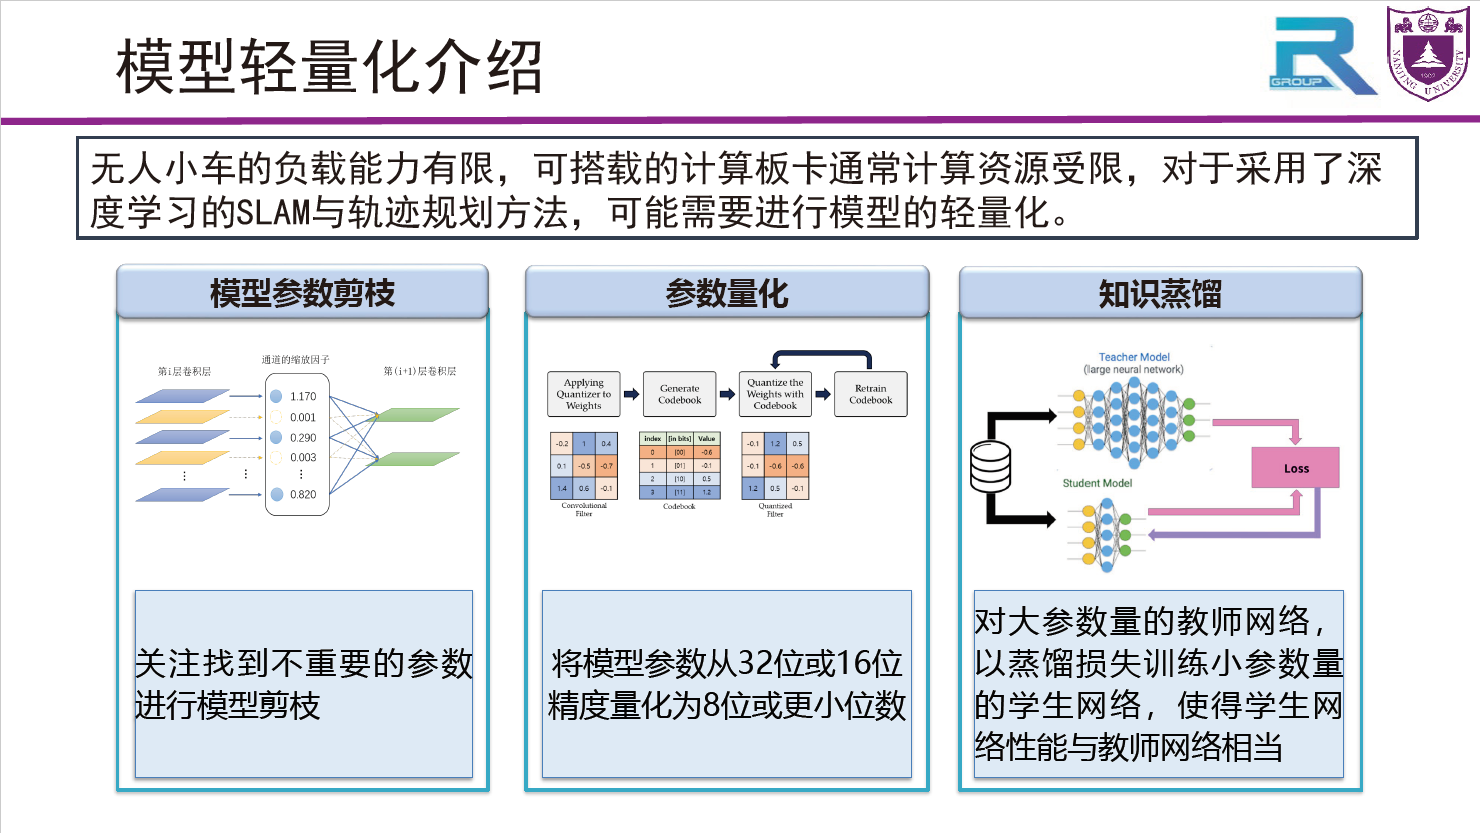 模型轻量化介绍
GROUP
NANJING UNIVERSITY
1902
无人小车的负载能力有限，可搭载的计算板卡通常计算资源受限，对于采用了深
度学习的SLAM与轨迹规划方法，可能需要进行模型的轻量化。
模型参数剪枝
第i层卷积层
通道的缩放因子
第(i+1)层卷积层
1.170
0.001
0.290
0.003
0.820
关注找到不重要的参数
进行模型剪枝
参数量化
Applying
Quantizer to
Weights
Generate
Codebook
Quantize the
Weights with
Codebook
Retrain
Codebook
-0.2 1 0.4
0.1 -0.5 -0.7
1.4 0.6 -0.1
Convolutional
Filter
index [in bits] Value
0 [00] -0.6
1 [01] -0.1
2 [10] 0.5
3 [11] 1.2
Codebook
-0.1 1.2 0.5
-0.1 -0.6 -0.6
1.2 0.5 -0.1
Quantized
Filter
将模型参数从32位或16位
精度量化为8位或更小位数
知识蒸馏
Teacher Model
(large neural network)
Loss
Student Model
对大参数量的教师网络，
以蒸馏损失训练小参数量
的学生网络，使得学生网
络性能与教师网络相当